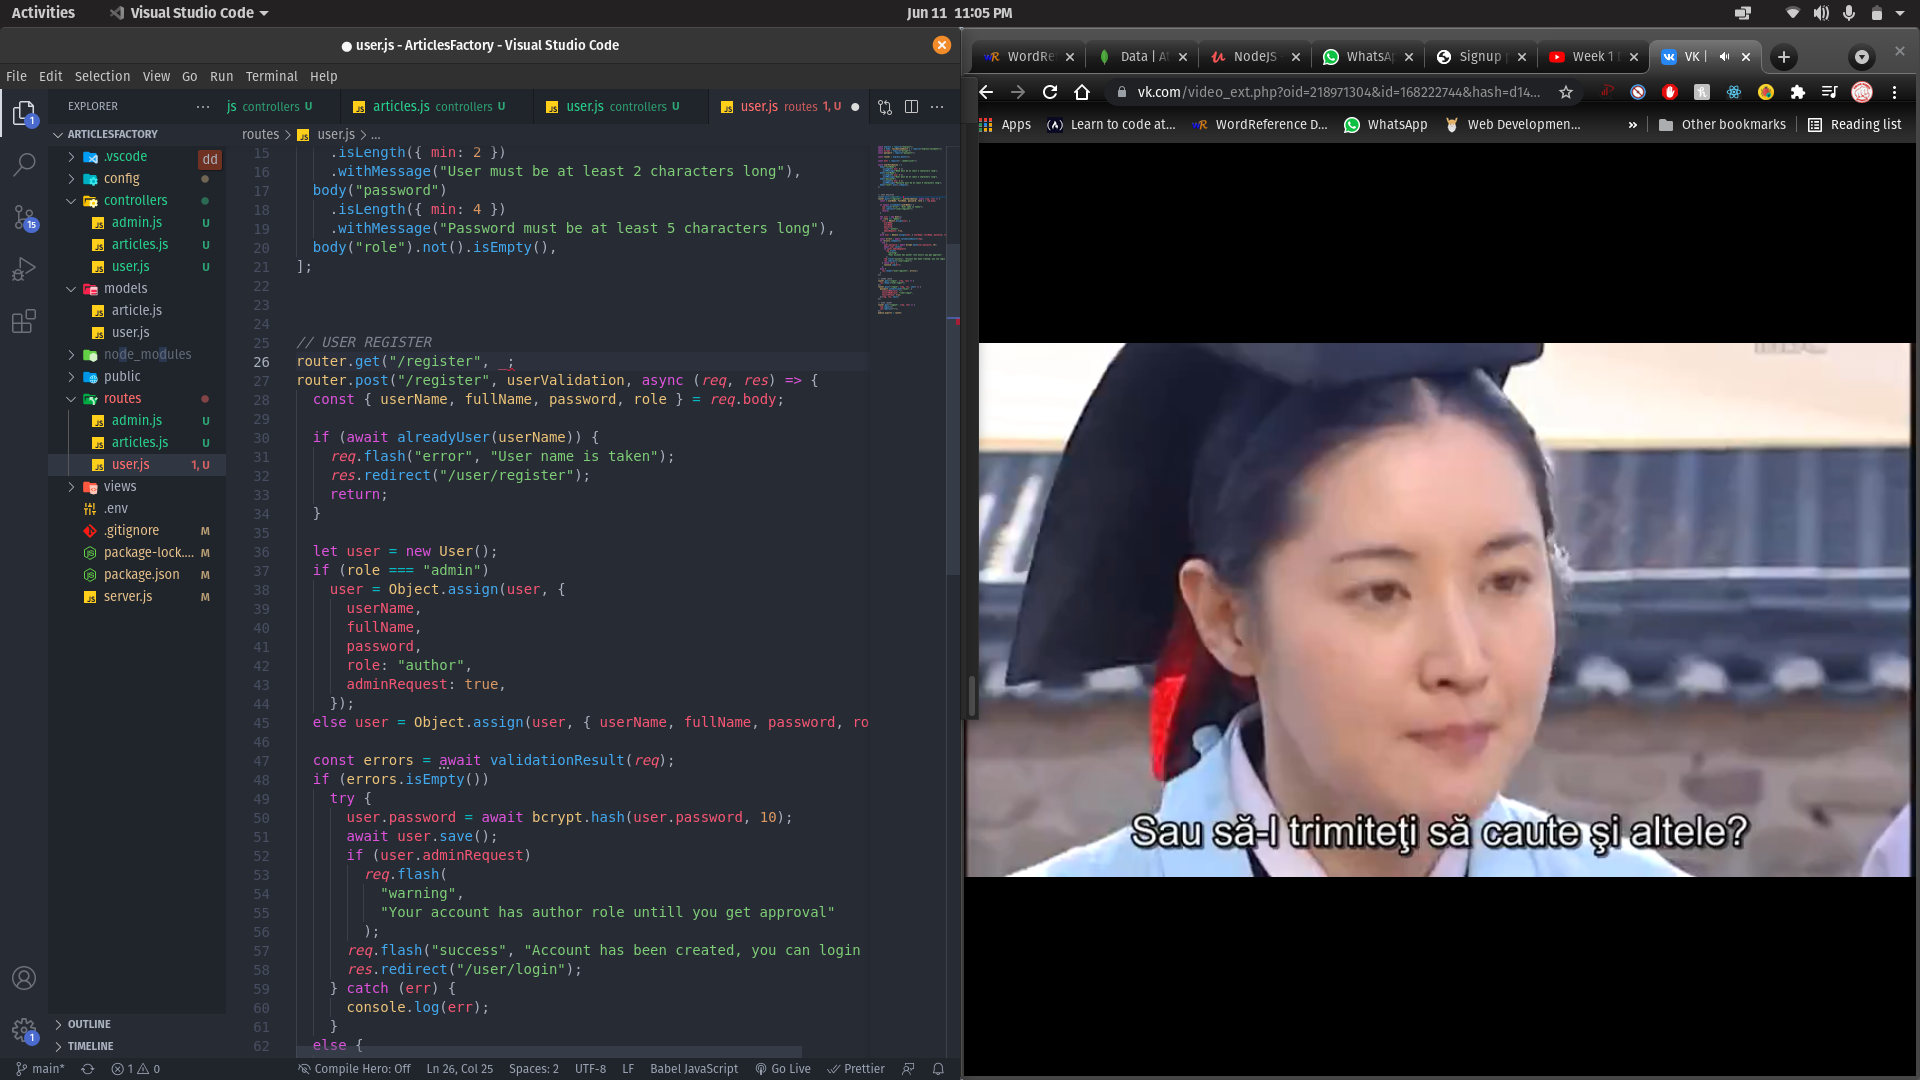 Activities
Visual Studio Code
Jun 11 11:05 PM
● user.js - ArticlesFactory - Visual Studio Code
File Edit Selection View Go Run Terminal Help
EXPLORER
js controllers U
articles.js controllers U
user.js controllers U
user.js routes 1, U
ARTICLESFACTORY
routes > user.js > ...
.vscode
dd
config
controllers
admin.js U
articles.js U
user.js U
models
article.js
user.js
node_modules
public
routes
admin.js U
articles.js U
user.js 1, U
views
.env
.gitignore M
package-lock.... M
package.json M
server.js M
OUTLINE
TIMELINE
1
15
1
15 .isLength({ min: 2 })
16 .withMessage("User must be at least 2 characters long"),
17 body("password")
18 .isLength({ min: 4 })
19 .withMessage("Password must be at least 5 characters long"),
20 body("role").not().isEmpty(),
21 ];
22
23
24
25 // USER REGISTER
26 router.get("/register", _;
27 router.post("/register", userValidation, async (req, res) => {
28 const { userName, fullName, password, role } = req.body;
29
30 if (await alreadyUser(userName)) {
31 req.flash("error", "User name is taken");
32 res.redirect("/user/register");
33 return;
34 }
35
36 let user = new User();
37 if (role === "admin")
38 user = Object.assign(user, {
39 userName,
40 fullName,
41 password,
42 role: "author",
43 adminRequest: true,
44 });
45 else user = Object.assign(user, { userName, fullName, password, ro
46
47 const errors = await validationResult(req);
48 if (errors.isEmpty())
49 try {
50 user.password = await bcrypt.hash(user.password, 10);
51 await user.save();
52 if (user.adminRequest)
53 req.flash(
54 "warning",
55 "Your account has author role untill you get approval"
56 );
57 req.flash("success", "Account has been created, you can login
58 res.redirect("/user/login");
59 } catch (err) {
60 console.log(err);
61 }
62 else {
main* 1 0 Compile Hero: Off Ln 26, Col 25 Spaces: 2 UTF-8 LF Babel JavaScript Go Live Prettier
WordRe
Data | A
NodeJS -
WhatsA
Signup
Week 1
VK |
vk.com/video_ext.php?oid=218971304&id=168222744&hash=d14...
Apps
Learn to code at...
WordReference D...
WhatsApp
Web Developmen...
»
Other bookmarks
Reading list
Sau să-l trimiteţi să caute şi altele?